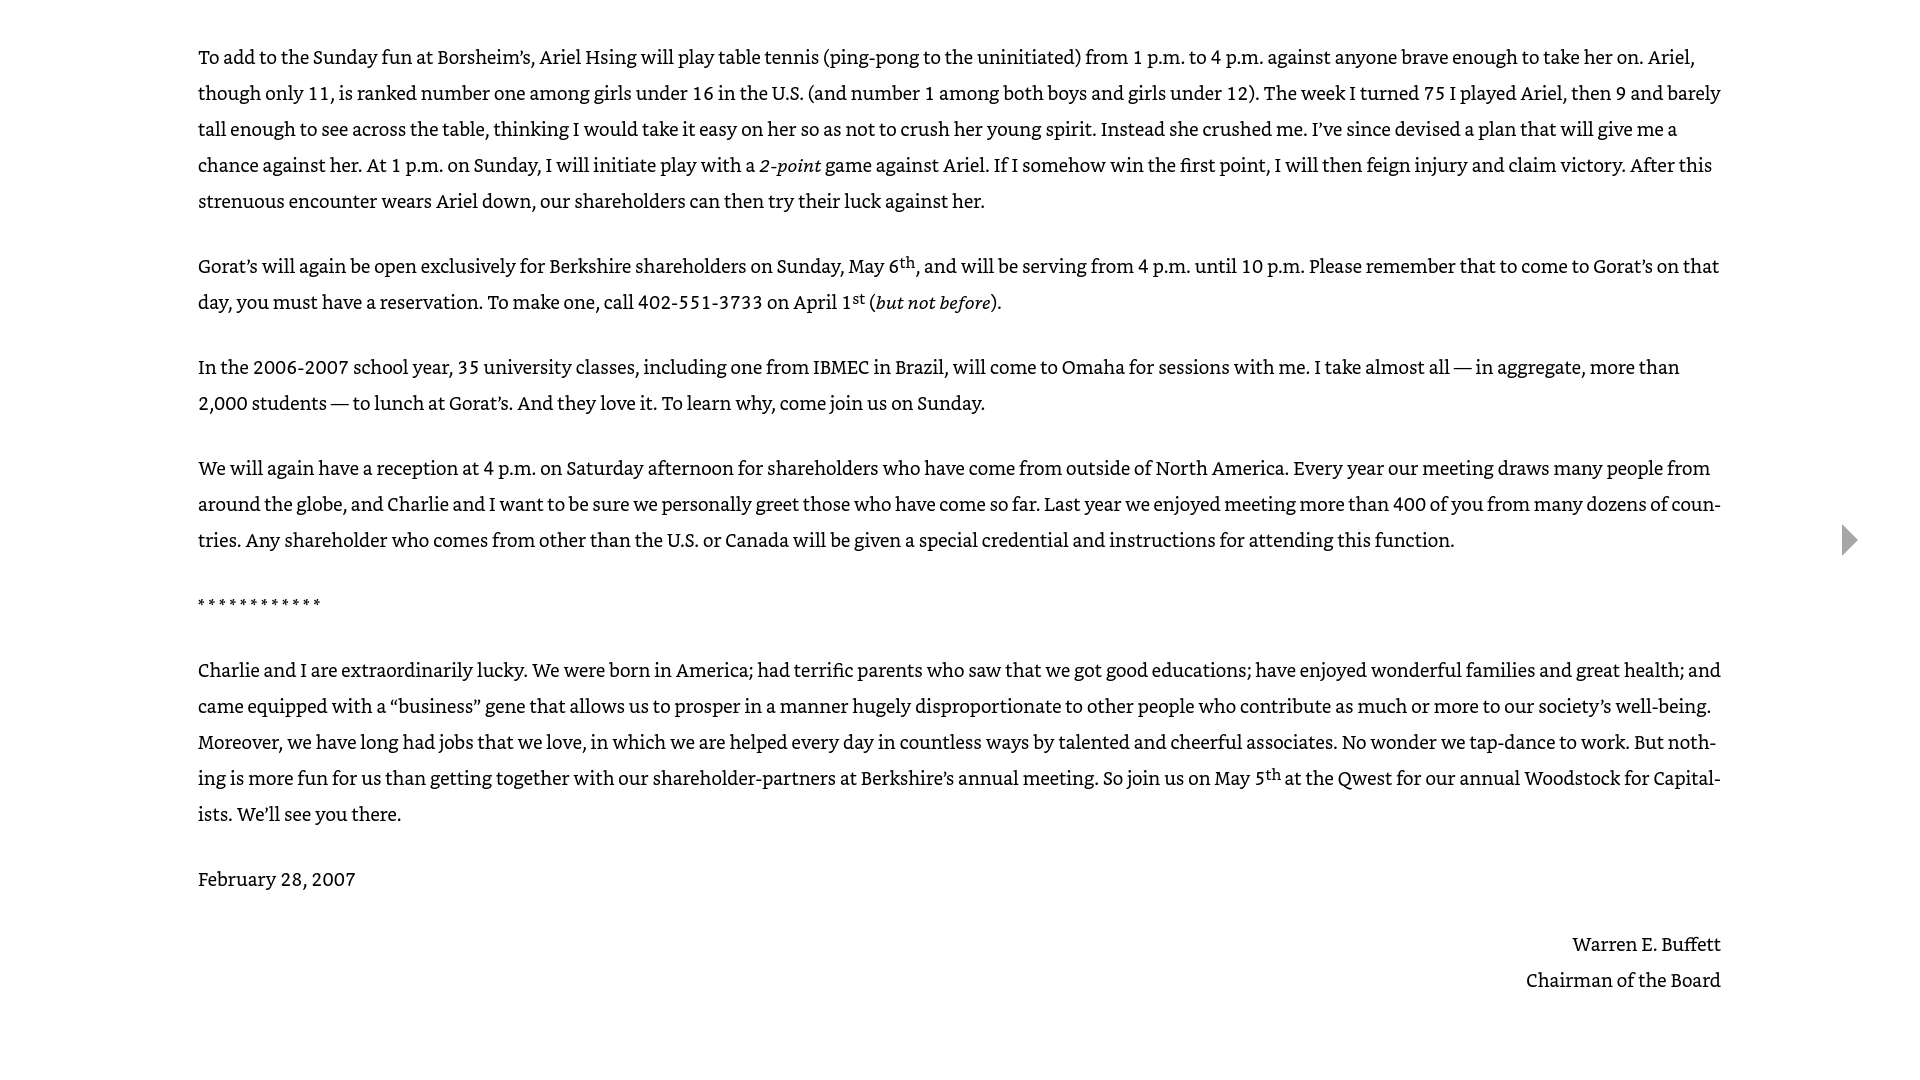 To add to the Sunday fun at Borsheim’s, Ariel Hsing will play table tennis (ping-pong to the uninitiated) from 1 p.m. to 4 p.m. against anyone brave enough to take her on. Ariel,
though only 11, is ranked number one among girls under 16 in the U.S. (and number 1 among both boys and girls under 12). The week I turned 75 I played Ariel, then 9 and barely
tall enough to see across the table, thinking I would take it easy on her so as not to crush her young spirit. Instead she crushed me. I’ve since devised a plan that will give me a
chance against her. At 1 p.m. on Sunday, I will initiate play with a 2-point game against Ariel. If I somehow win the first point, I will then feign injury and claim victory. After this
strenuous encounter wears Ariel down, our shareholders can then try their luck against her.
Gorat’s will again be open exclusively for Berkshire shareholders on Sunday, May 6th, and will be serving from 4 p.m. until 10 p.m. Please remember that to come to Gorat’s on that
day, you must have a reservation. To make one, call 402-551-3733 on April 1st (but not before).
In the 2006-2007 school year, 35 university classes, including one from IBMEC in Brazil, will come to Omaha for sessions with me. I take almost all — in aggregate, more than
2,000 students — to lunch at Gorat’s. And they love it. To learn why, come join us on Sunday.
We will again have a reception at 4 p.m. on Saturday afternoon for shareholders who have come from outside of North America. Every year our meeting draws many people from
around the globe, and Charlie and I want to be sure we personally greet those who have come so far. Last year we enjoyed meeting more than 400 of you from many dozens of coun-
tries. Any shareholder who comes from other than the U.S. or Canada will be given a special credential and instructions for attending this function.
* * * * * * * * * * * *
Charlie and I are extraordinarily lucky. We were born in America; had terrific parents who saw that we got good educations; have enjoyed wonderful families and great health; and
came equipped with a “business” gene that allows us to prosper in a manner hugely disproportionate to other people who contribute as much or more to our society’s well-being.
Moreover, we have long had jobs that we love, in which we are helped every day in countless ways by talented and cheerful associates. No wonder we tap-dance to work. But noth-
ing is more fun for us than getting together with our shareholder-partners at Berkshire’s annual meeting. So join us on May 5th at the Qwest for our annual Woodstock for Capital-
ists. We’ll see you there.
February 28, 2007
Warren E. Buffett
Chairman of the Board